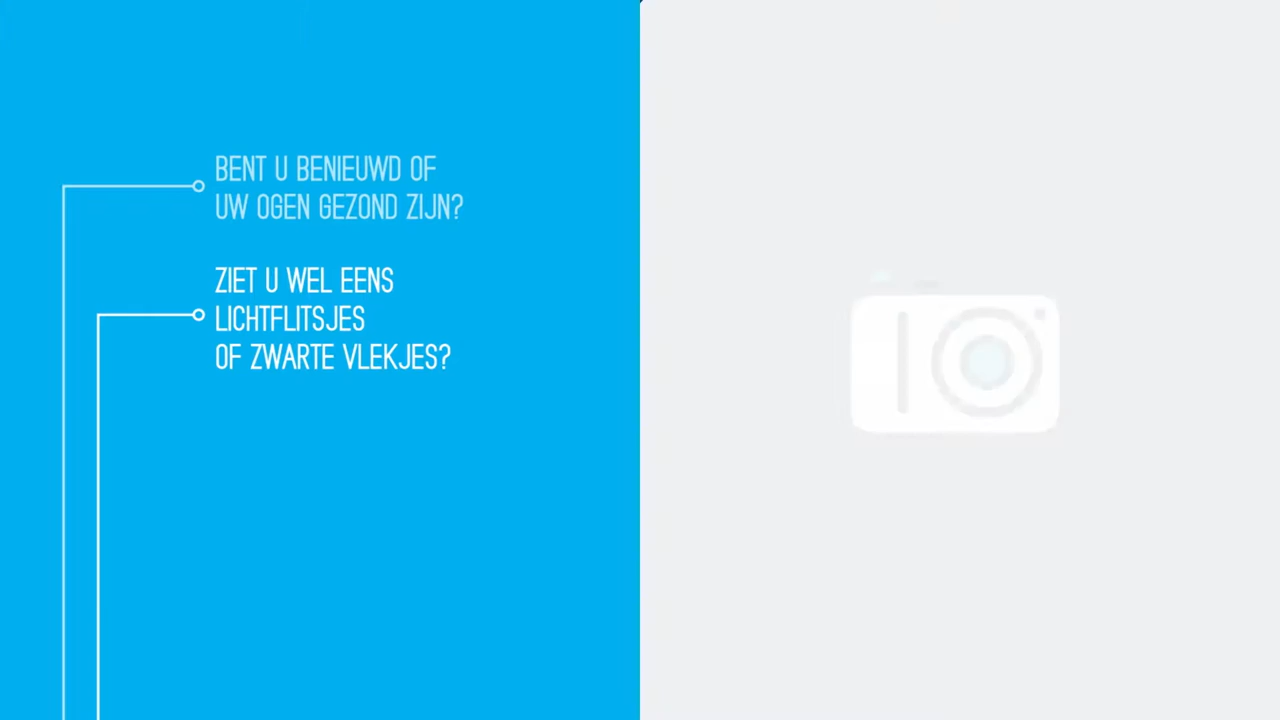 BENT U BENIEUWD OF
UW OGEN GEZOND ZIJN?
ZIET U WEL EENS
LICHTFLITSJES
OF ZWARTE VLEKJES?